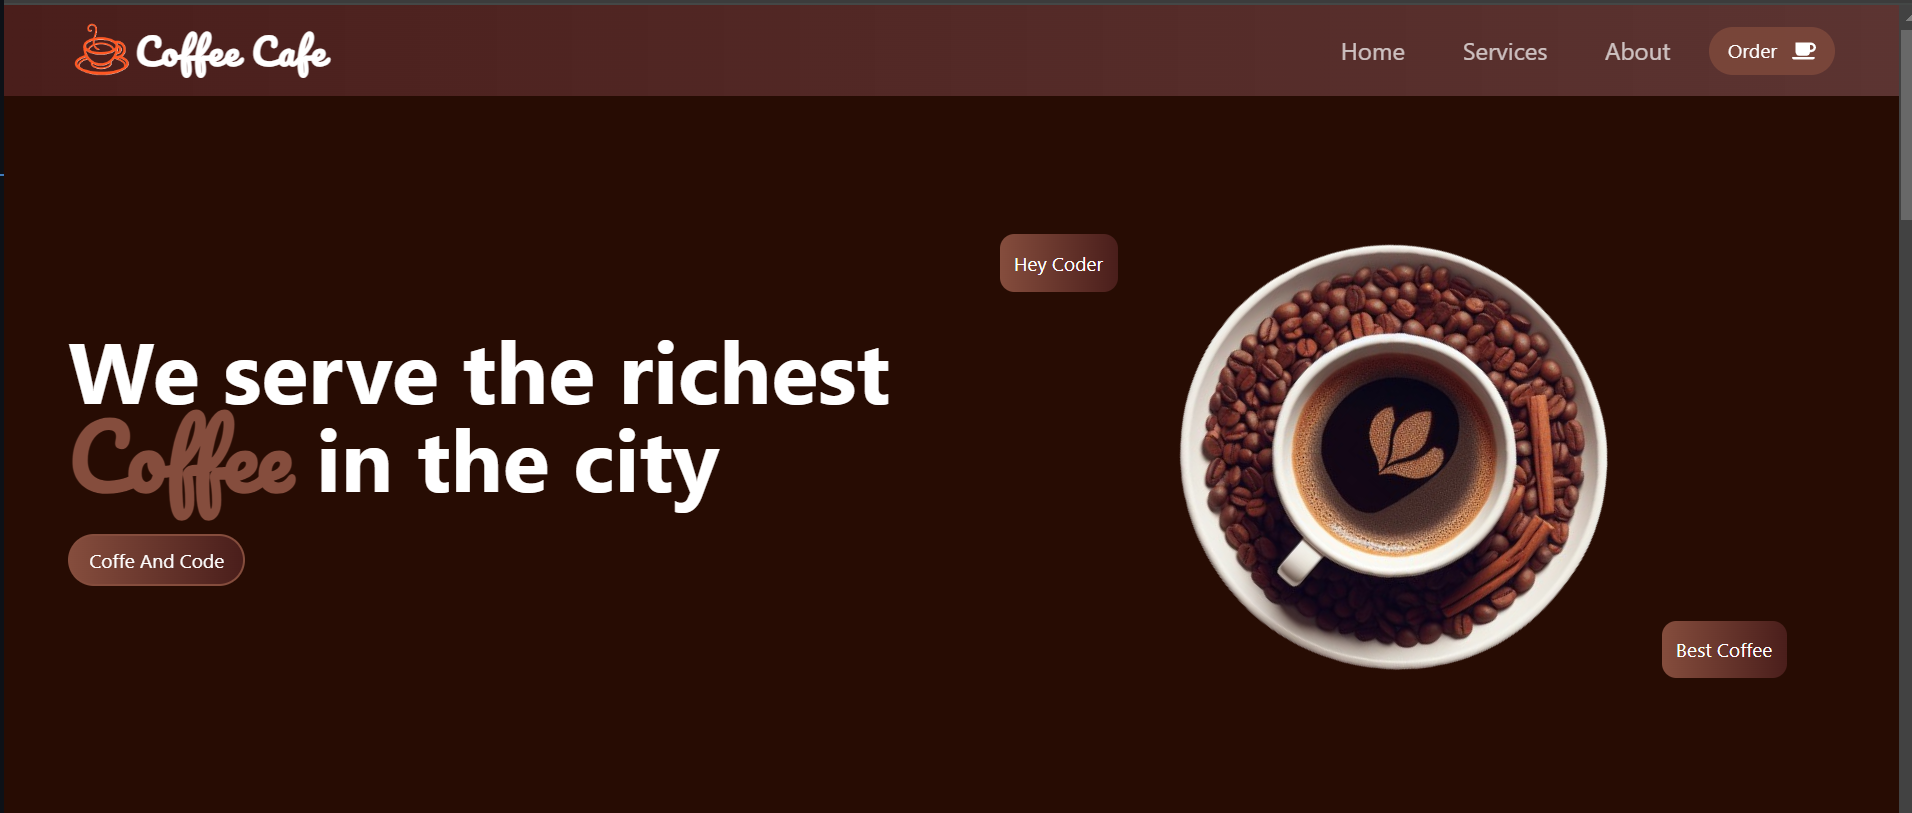 Coffee Cafe
Home Services About Order
Hey Coder
We serve the richest
Coffee in the city
Coffe And Code
Best Coffee